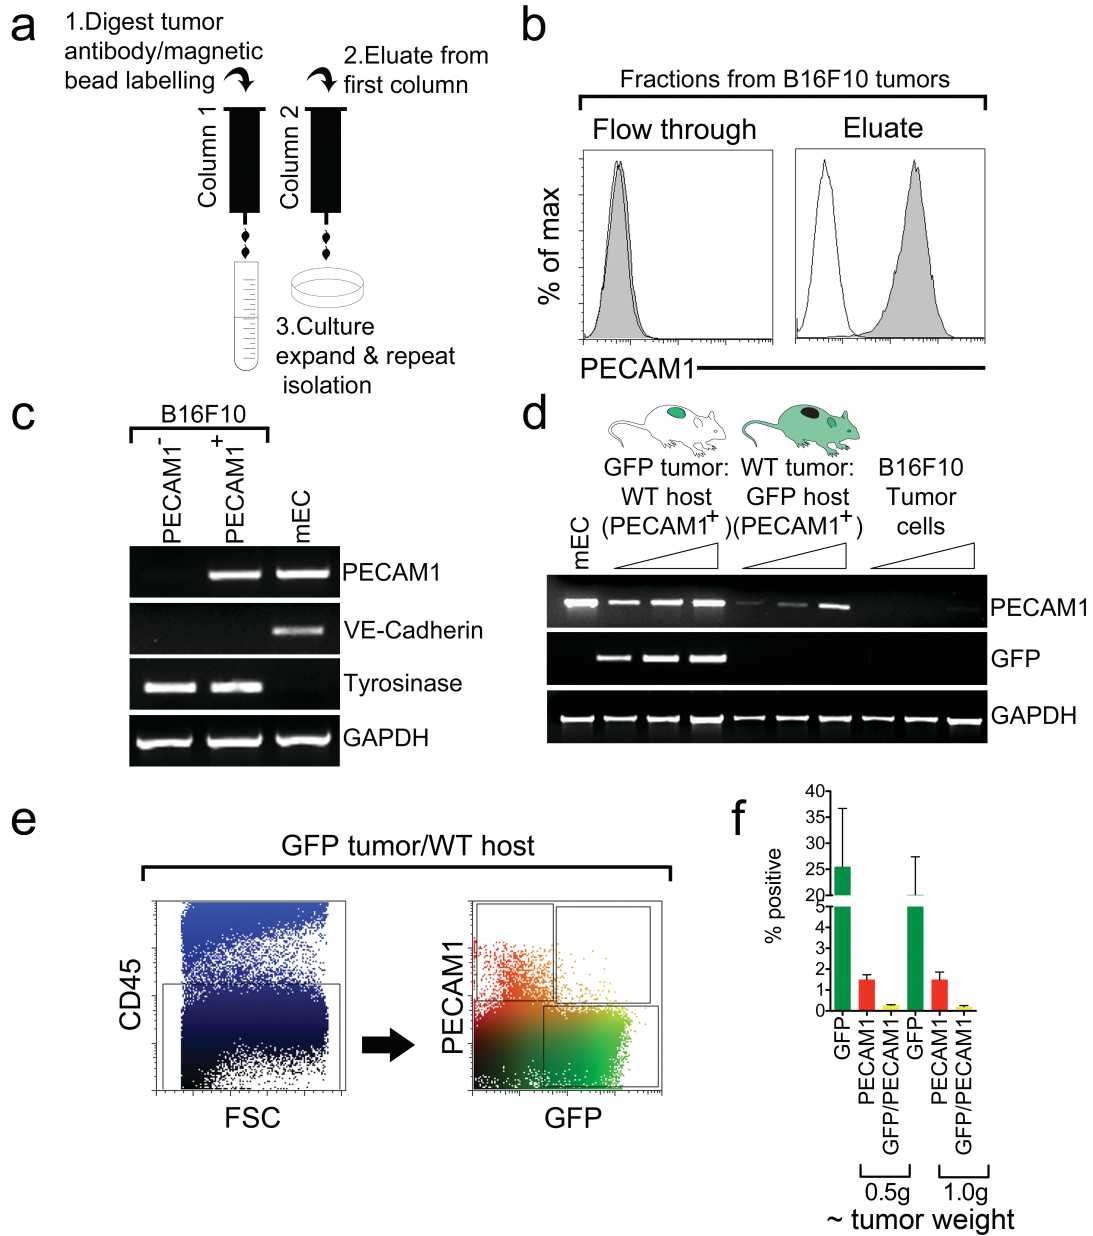 a
1.Digest tumor
antibody/magnetic
bead labelling
2.Eluate from
first column
Column 1
Column 2
3.Culture
expand & repeat
isolation
b
Fractions from B16F10 tumors
Flow through
Eluate
% of max
PECAM1
c
B16F10
PECAM1-
PECAM1+
mEC
PECAM1
VE-Cadherin
Tyrosinase
GAPDH
d
GFP tumor:
WT host
(PECAM1+)
WT tumor:
GFP host
(PECAM1+)
B16F10
Tumor
cells
mEC
PECAM1
GFP
GAPDH
e
GFP tumor/WT host
CD45
FSC
PECAM1
GFP
f
% positive
40
35
30
25
20
5
4
3
2
1
0
GFP
PECAM1
GFP/PECAM1
GFP
PECAM1
GFP/PECAM1
0.5g
1.0g
~ tumor weight